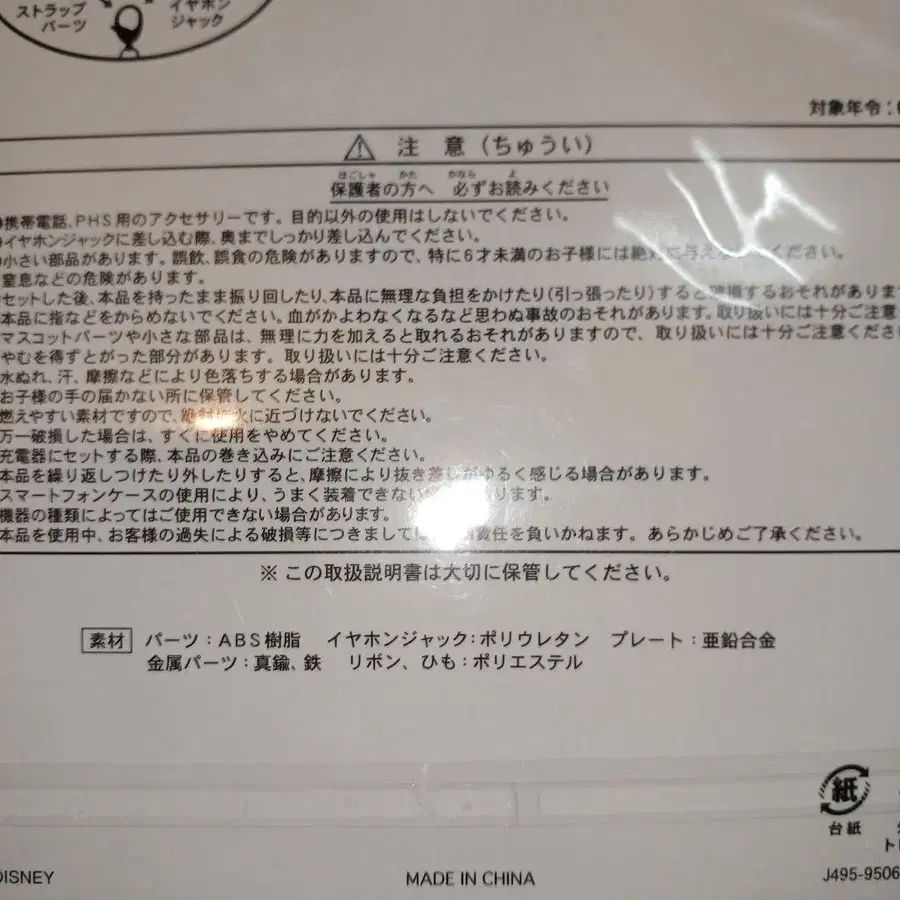 ストラップ
パーツ
イヤホン
ジャック
対象年令:
⚠ 注 意 (ちゅうい)
ほごしゃ かた かなら よ
保護者の方へ 必ずお読みください
携帯電話、PHS用のアクセサリーです。目的以外の使用はしないでください。
イヤホンジャックに差し込む際、奥までしっかり差し込んでください。
小さい部品があります。誤飲、誤食の危険がありますので、特に6才未満のお子様には絶対に与えないでください。
窒息などの危険があります。
セットした後、本品を持ったまま振り回したり、本品に無理な負担をかけたり(引っ張ったり)すると破損するおそれがあります
本品に指などをからめないでください。血がかよわなくなるなど思わぬ事故のおそれがあります。取り扱いには十分ご
マスコットパーツや小さな部品は、無理に力を加えると取れるおそれがありますので、取り扱いには十分ご注意くださ
やむを得ずとがった部分があります。取り扱いには十分ご注意ください。
水ぬれ、汗、摩擦などにより色落ちする場合があります。
お子様の手の届かない所に保管してください。
燃えやすい素材ですので、絶対に火に近づけないでください。
万一破損した場合は、すぐに使用をやめてください。
充電器にセットする際、本品の巻き込みにご注意ください。
本品を繰り返しつけたり外したりすると、摩擦により抜き差しがゆるく感じる場合があります。
スマートフォンケースの使用により、うまく装着できない ります。
機器の種類によってはご使用できない場合があります。
本品を使用中、お客様の過失による破損等につきましては 責任を負いかねます。あらかじめご了承ください。
※ この取扱説明書は大切に保管してください。
素材 パーツ:ABS樹脂 イヤホンジャック:ポリウレタン プレート:亜鉛合金
金属パーツ:真鍮、鉄 リボン、ひも:ポリエステル
紙
台紙
DISNEY
MADE IN CHINA
J495-9506